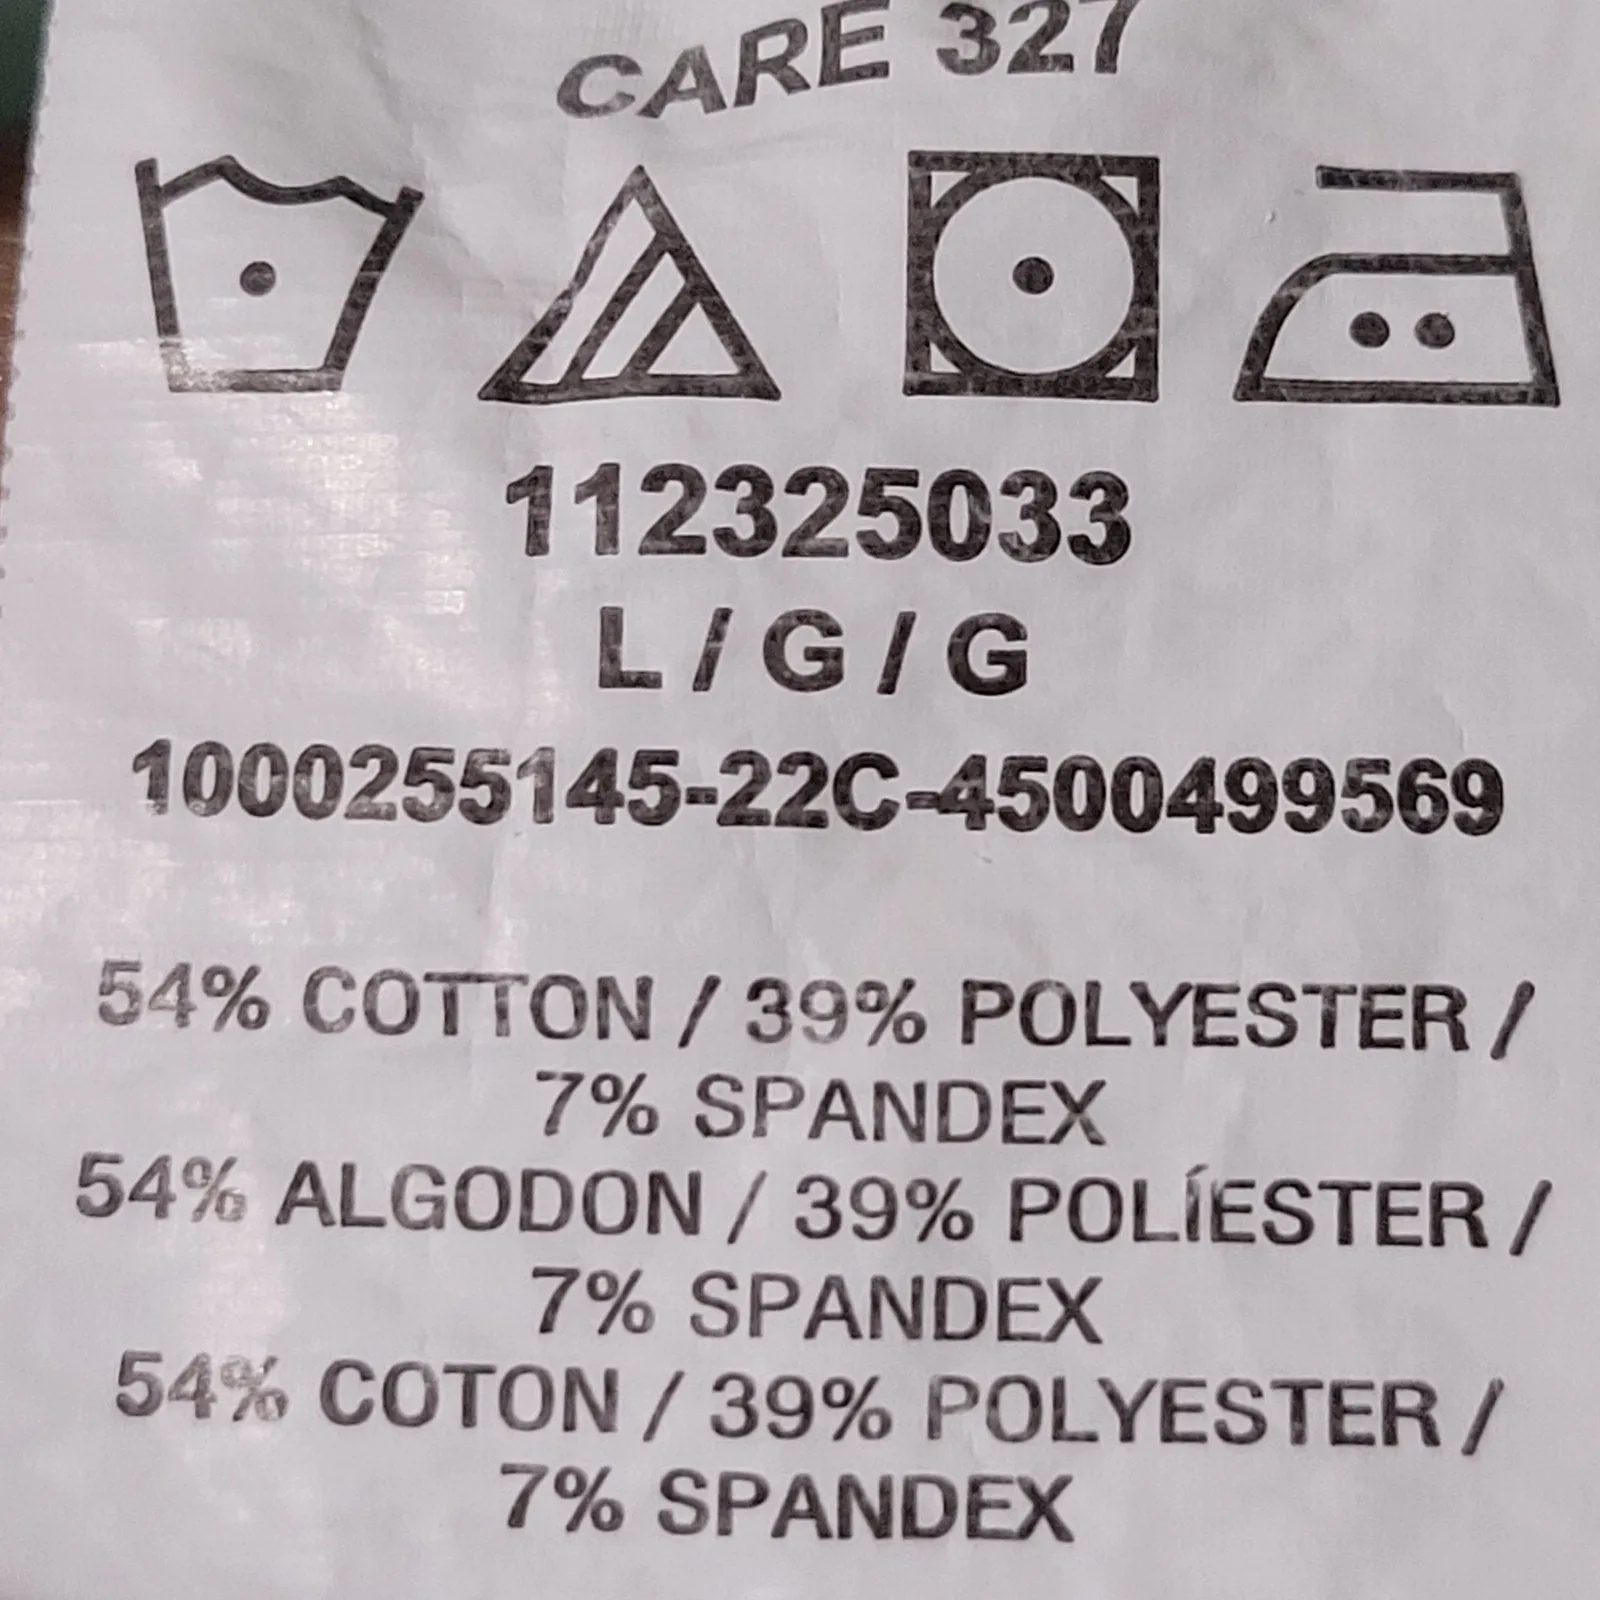 CARE 327
112325033
L / G / G
1000255145-22C-4500499569
54% COTTON / 39% POLYESTER /
7% SPANDEX
54% ALGODON / 39% POLÍESTER /
7% SPANDEX
54% COTON / 39% POLYESTER /
7% SPANDEX